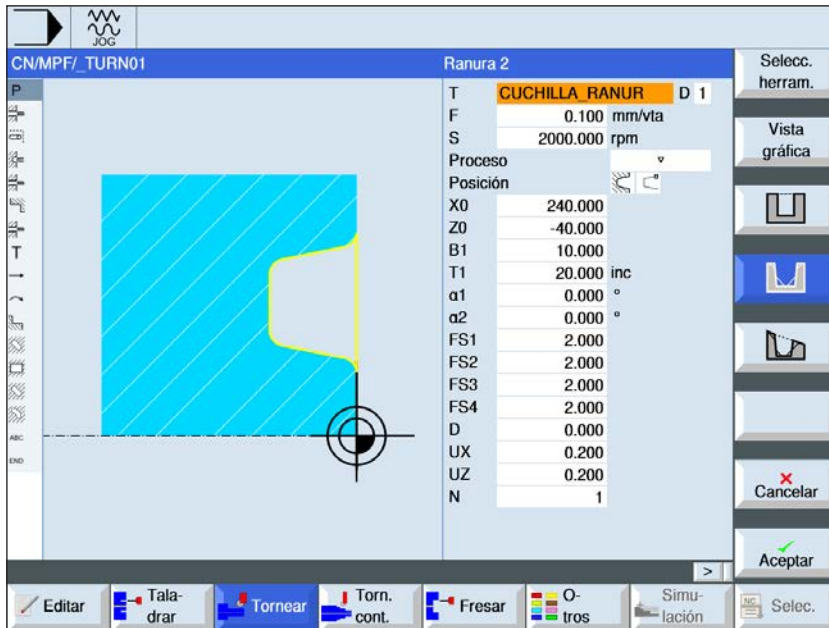 JOG
CN/MPF/_TURN01
Ranura 2
P
T
ABC
END
T CUCHILLA_RANUR D 1
F 0.100 mm/vta
S 2000.000 rpm
Proceso ▿
Posición
X0 240.000
Z0 -40.000
B1 10.000
T1 20.000 inc
α1 0.000 °
α2 0.000 °
FS1 2.000
FS2 2.000
FS3 2.000
FS4 2.000
D 0.000
UX 0.200
UZ 0.200
N 1
>
Selecc.
herram.
Vista
gráfica
Cancelar
Aceptar
Editar
Tala-
drar
Tornear
Torn.
cont.
Fresar
O-
tros
Simu-
lación
NC
Selec.